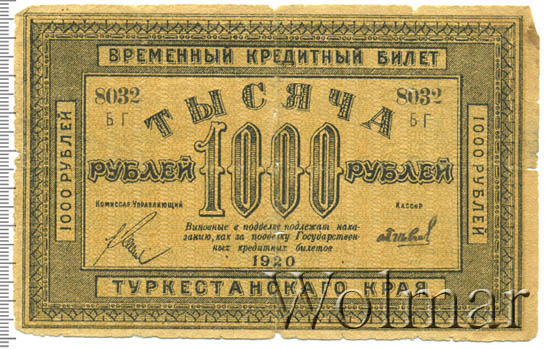 ВРЕМЕННЫЙ КРЕДИТНЫЙ БИЛЕТ
8032 8032
БГ БГ
ТЫСЯЧА
1000
РУБЛЕЙ РУБЛЕЙ
1000 РУБЛЕЙ
1000 РУБЛЕЙ
Комиссар Управляющий
Кассир
Виновные в подделке подлежат нака-
занию, как за подделку Государствен-
ных кредитных билетов
1920
ТУРКЕСТАНСКАГО КРАЯ
Wolmar